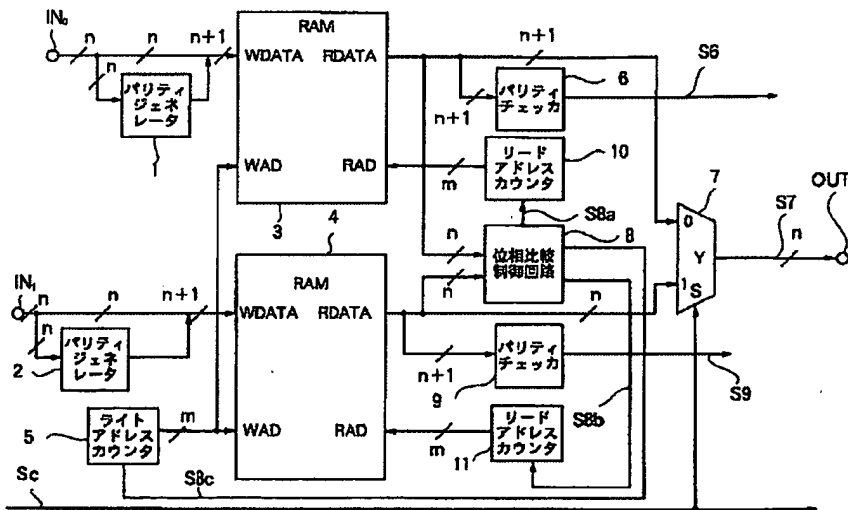 IN₀
n
n
n+1
n
パリティ
ジェネ
レータ
1
RAM
WDATA
RDATA
WAD
RAD
3
n+1
n+1
パリティ
チェッカ
6
S6
m
リード
アドレス
カウンタ
10
S8a
n
n
位相比較
制御回路
8
7
0
Y
1
S
S7
n
OUT
4
IN₁
n
n
n+1
n
パリティ
ジェネ
レータ
2
RAM
WDATA
RDATA
WAD
RAD
n
n+1
パリティ
チェッカ
9
S9
S8b
5
ライト
アドレス
カウンタ
m
m
リード
アドレス
カウンタ
11
S8c
Sc